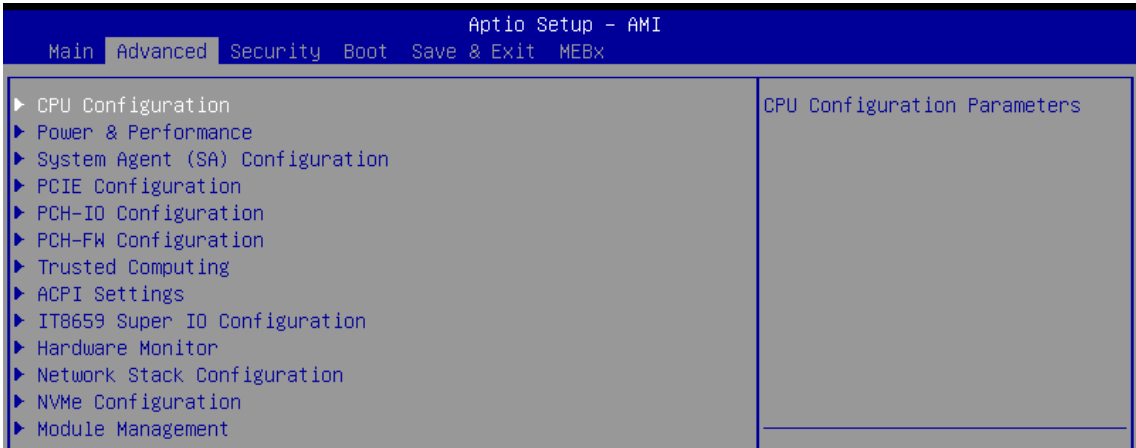 Aptio Setup – AMI
Main Advanced Security Boot Save & Exit MEBx
CPU Configuration
Power & Performance
System Agent (SA) Configuration
PCIE Configuration
PCH-IO Configuration
PCH-FW Configuration
Trusted Computing
ACPI Settings
IT8659 Super IO Configuration
Hardware Monitor
Network Stack Configuration
NVMe Configuration
Module Management
CPU Configuration Parameters